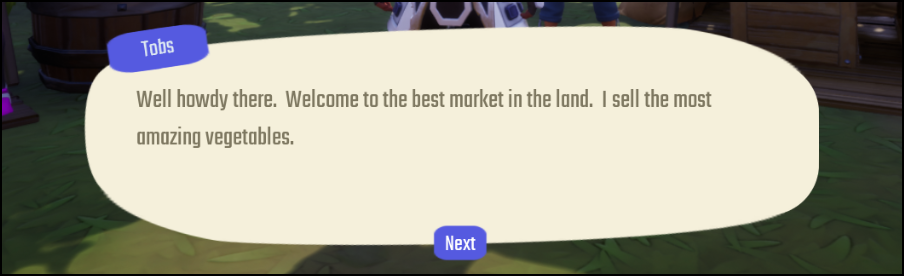 Tobs
Well howdy there.  Welcome to the best market in the land.  I sell the most
amazing vegetables.
Next